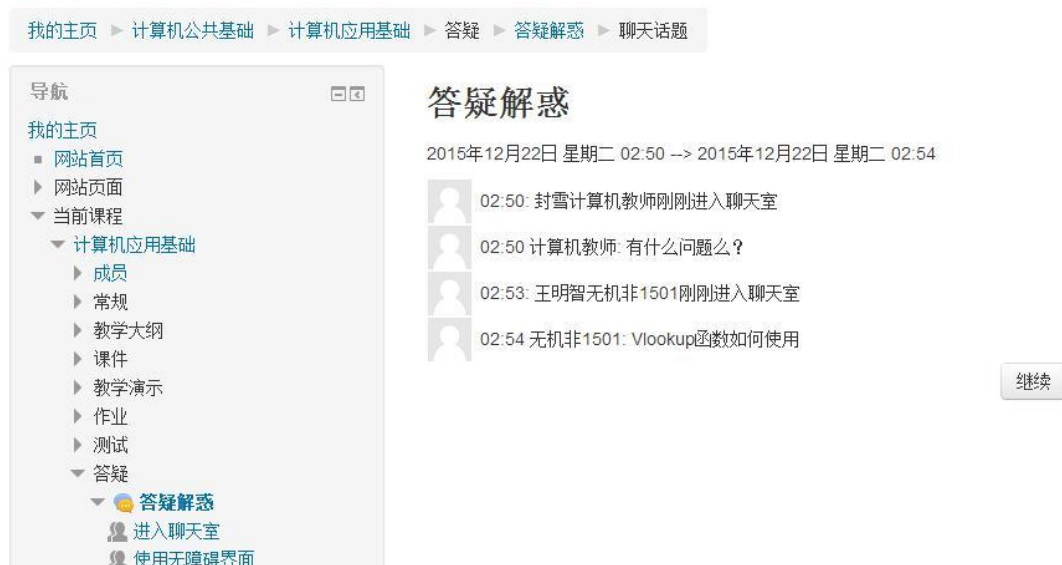 我的主页 ▶ 计算机公共基础 ▶ 计算机应用基础 ▶ 答疑 ▶ 答疑解惑 ▶ 聊天话题
导航
我的主页
网站首页
网站页面
当前课程
计算机应用基础
成员
常规
教学大纲
课件
教学演示
作业
测试
答疑
答疑解惑
进入聊天室
使用无障碍界面
答疑解惑
2015年12月22日 星期二 02:50 --> 2015年12月22日 星期二 02:54
02:50: 封雪计算机教师刚刚进入聊天室
02:50 计算机教师: 有什么问题么？
02:53: 王明智无机非1501刚刚进入聊天室
02:54 无机非1501: Vlookup函数如何使用
继续